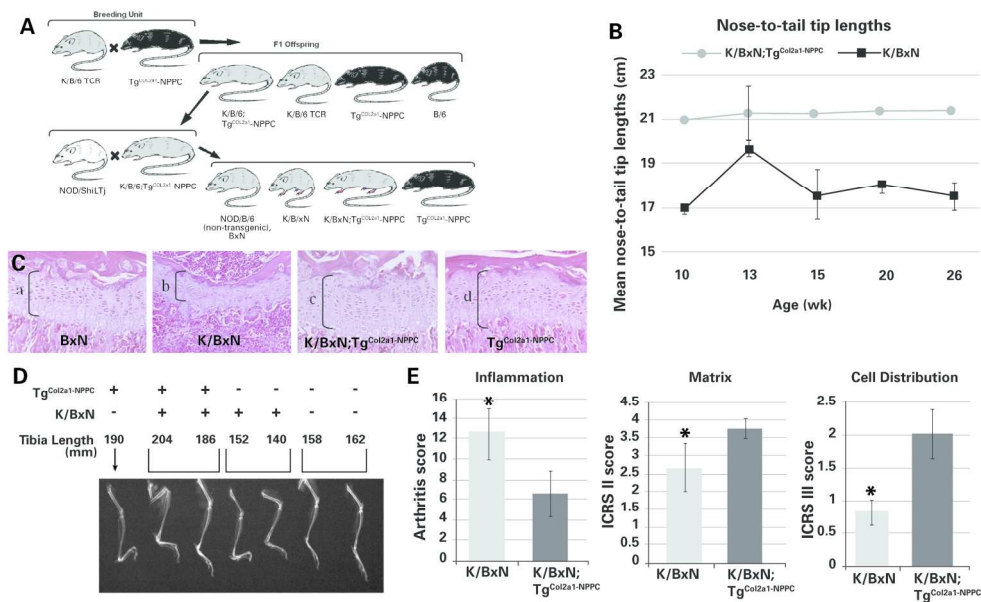 A
Breeding Unit
K/B/6 TCR
Tg^COL2a1-NPPC
F1 Offspring
K/B/6;
Tg^COL2a1-NPPC
K/B/6 TCR
Tg^COL2a1-NPPC
B/6
NOD/ShiLTj
K/B/6;Tg^COL2a1 NPPC
NOD/B/6
(non-transgenic),
BxN
K/B/xN
K/BxN;Tg^COL2a1-NPPC
Tg^COL2a1-NPPC
B
Nose-to-tail tip lengths
K/BxN;Tg^Col2a1-NPPC
K/BxN
Mean nose-to-tail tip lengths (cm)
23
21
19
17
15
10 13 15 20 26
Age (wk)
C
a
BxN
b
K/BxN
c
K/BxN;Tg^Col2a1-NPPC
d
Tg^Col2a1-NPPC
D
Tg^Col2a1-NPPC + + + - - - -
K/BxN - + + + + - -
Tibia Length 190 204 186 152 140 158 162
(mm)
E
Inflammation
Arthritis score
16
14
12
10
8
6
4
2
0
*
K/BxN
K/BxN;
Tg^Col2a1-NPPC
Matrix
ICRS II score
4.5
4
3.5
3
2.5
2
1.5
1
0.5
0
*
K/BxN
K/BxN;
Tg^Col2a1-NPPC
Cell Distribution
ICRS III score
3
2.5
2
1.5
1
0.5
0
*
K/BxN
K/BxN;
Tg^Col2a1-NPPC